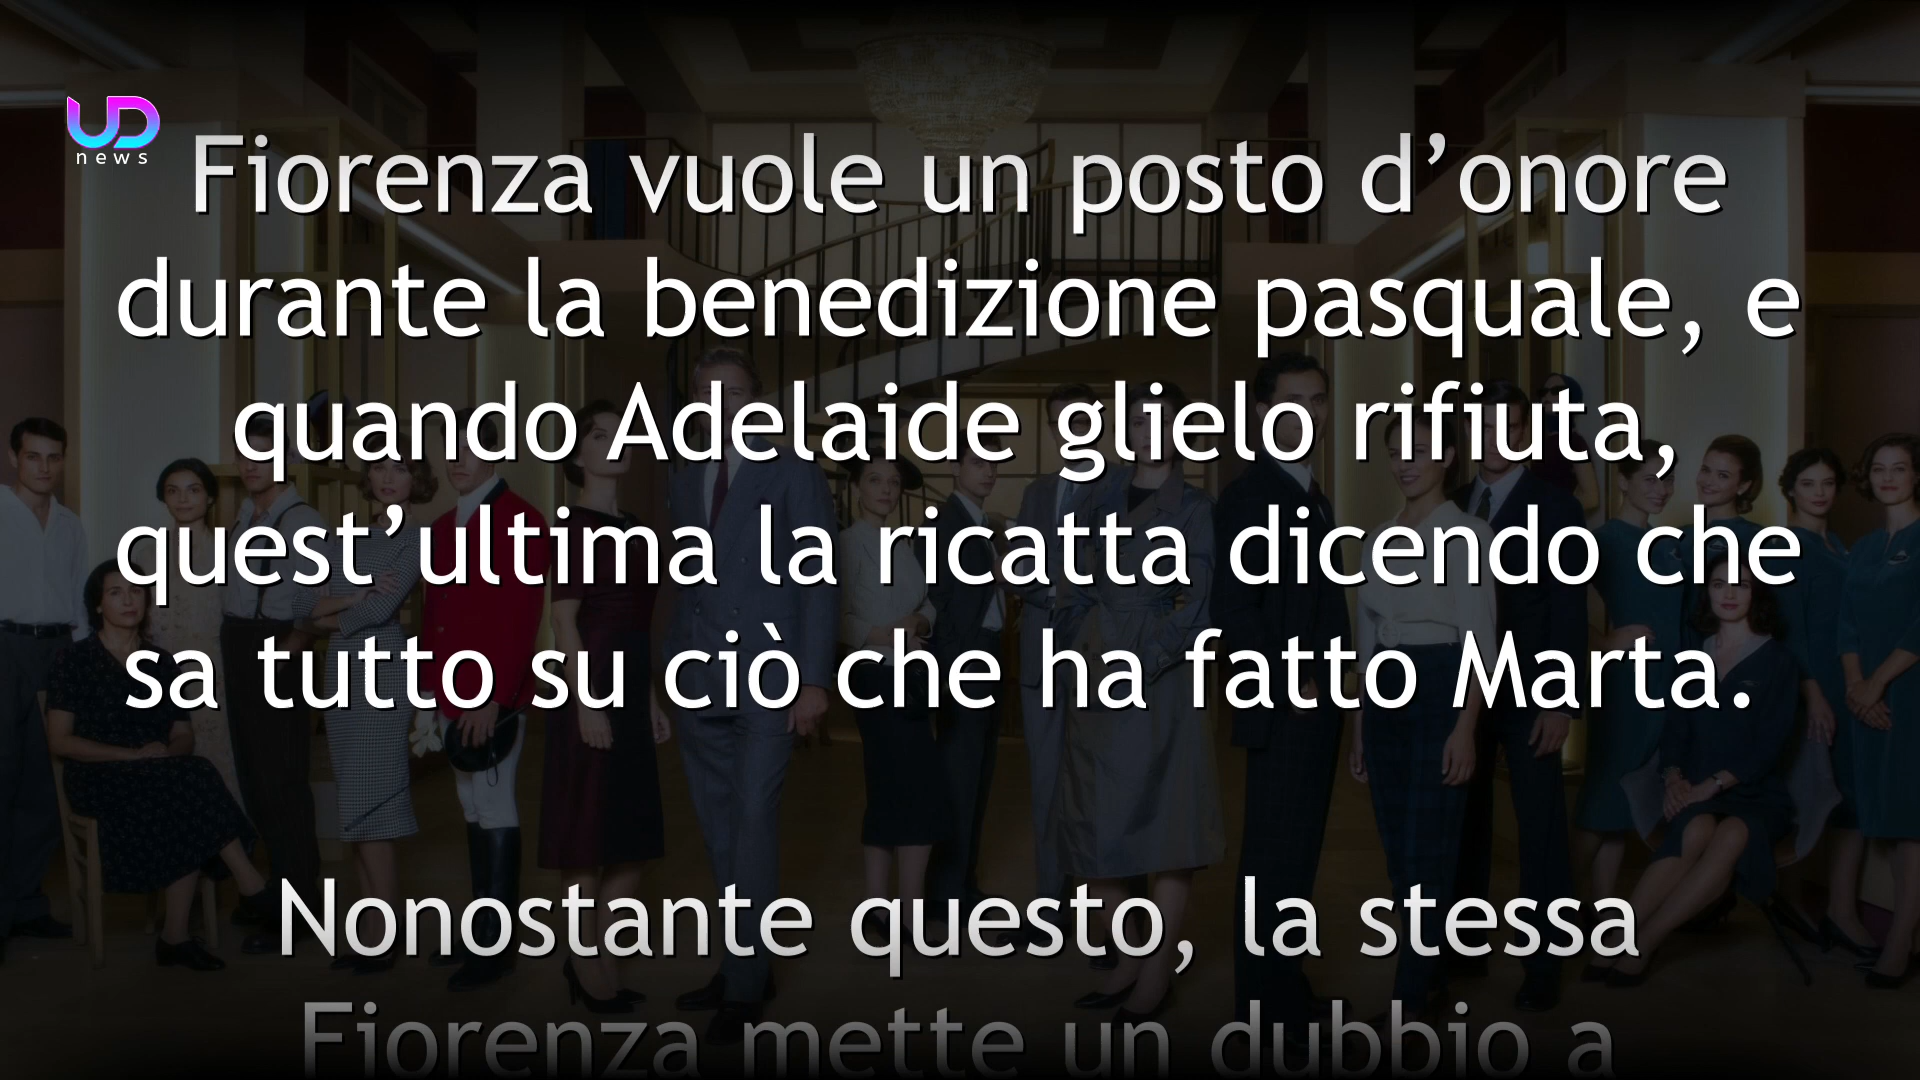 UD
news
Fiorenza vuole un posto d’onore
durante la benedizione pasquale, e
quando Adelaide glielo rifiuta,
quest’ultima la ricatta dicendo che
sa tutto su ciò che ha fatto Marta.
Nonostante questo, la stessa
Fiorenza mette un dubbio a